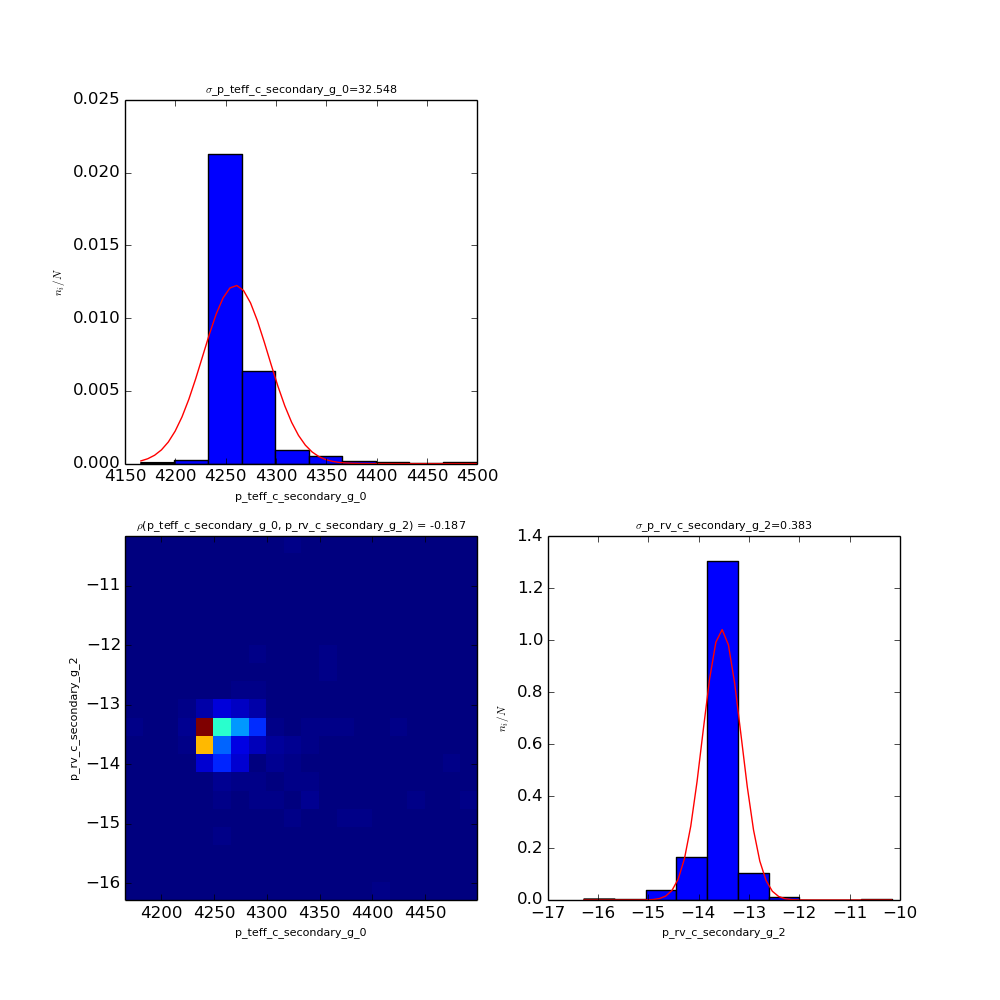 σ_p_teff_c_secondary_g_0=32.548
0.025
0.020
0.015
0.010
0.005
0.000
n_i/N
4150 4200 4250 4300 4350 4400 4450 4500
p_teff_c_secondary_g_0
ρ(p_teff_c_secondary_g_0, p_rv_c_secondary_g_2) = -0.187
−11
−12
−13
−14
−15
−16
p_rv_c_secondary_g_2
4200 4250 4300 4350 4400 4450
p_teff_c_secondary_g_0
σ_p_rv_c_secondary_g_2=0.383
1.4
1.2
1.0
0.8
0.6
0.4
0.2
0.0
n_i/N
−17 −16 −15 −14 −13 −12 −11 −10
p_rv_c_secondary_g_2